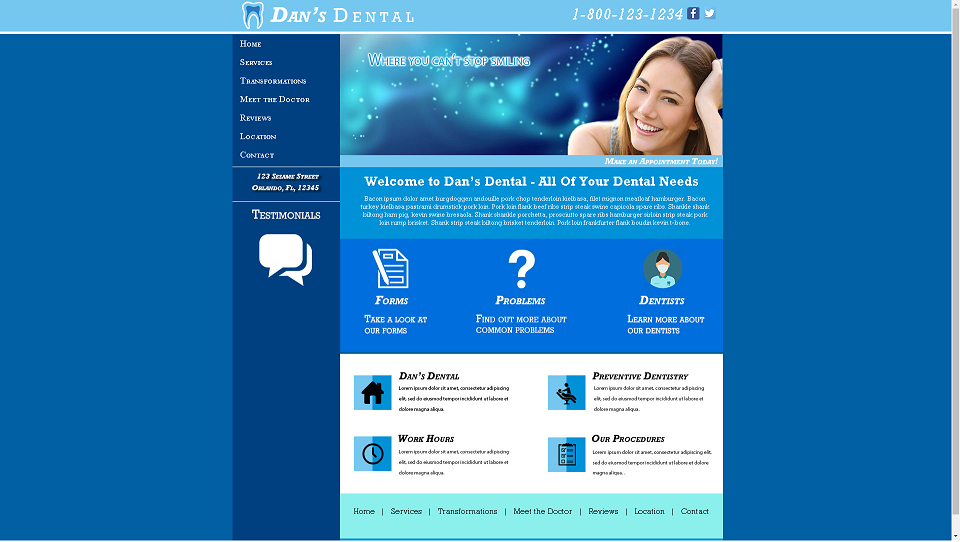 Dan's Dental
1-800-123-1234
Home
Services
Transformations
Meet the Doctor
Reviews
Location
Contact
123 Sesame Street
Orlando, Fl, 12345
Testimonials
Where you can't stop smiling
Make an Appointment Today!
Welcome to Dan's Dental - All Of Your Dental Needs
Bacon ipsum dolor amet burgdoggen andouille pork chop tenderloin kielbasa, filet mignon meatloaf hamburger. Bacon
turkey kielbasa pastrami drumstick pork loin. Pork loin flank beef ribs strip steak swine capicola spare ribs. Shankle shank
biltong ham pig, kevin swine bresaola. Shank shankle porchetta, prosciutto spare ribs hamburger sirloin strip steak pork
loin rump brisket. Shank strip steak biltong brisket tenderloin. Pork loin frankfurter flank boudin kevin t-bone.
Forms
Take a look at
our forms
Problems
Find out more about
common problems
Dentists
Learn more about
our dentists
Dan's Dental
Lorem ipsum dolor sit amet, consectetur adipiscing
elit, sed do eiusmod tempor incididunt ut labore et
dolore magna aliqua.
Preventive Dentistry
Lorem ipsum dolor sit amet, consectetur adipiscing
elit, sed do eiusmod tempor incididunt ut labore et
dolore magna aliqua.
Work Hours
Lorem ipsum dolor sit amet, consectetur adipiscing
elit, sed do eiusmod tempor incididunt ut labore et
dolore magna aliqua.
Our Procedures
Lorem ipsum dolor sit amet, consectetur adipiscing elit,
sed do eiusmod tempor incididunt ut labore et dolore
magna aliqua...
Home | Services | Transformations | Meet the Doctor | Reviews | Location | Contact